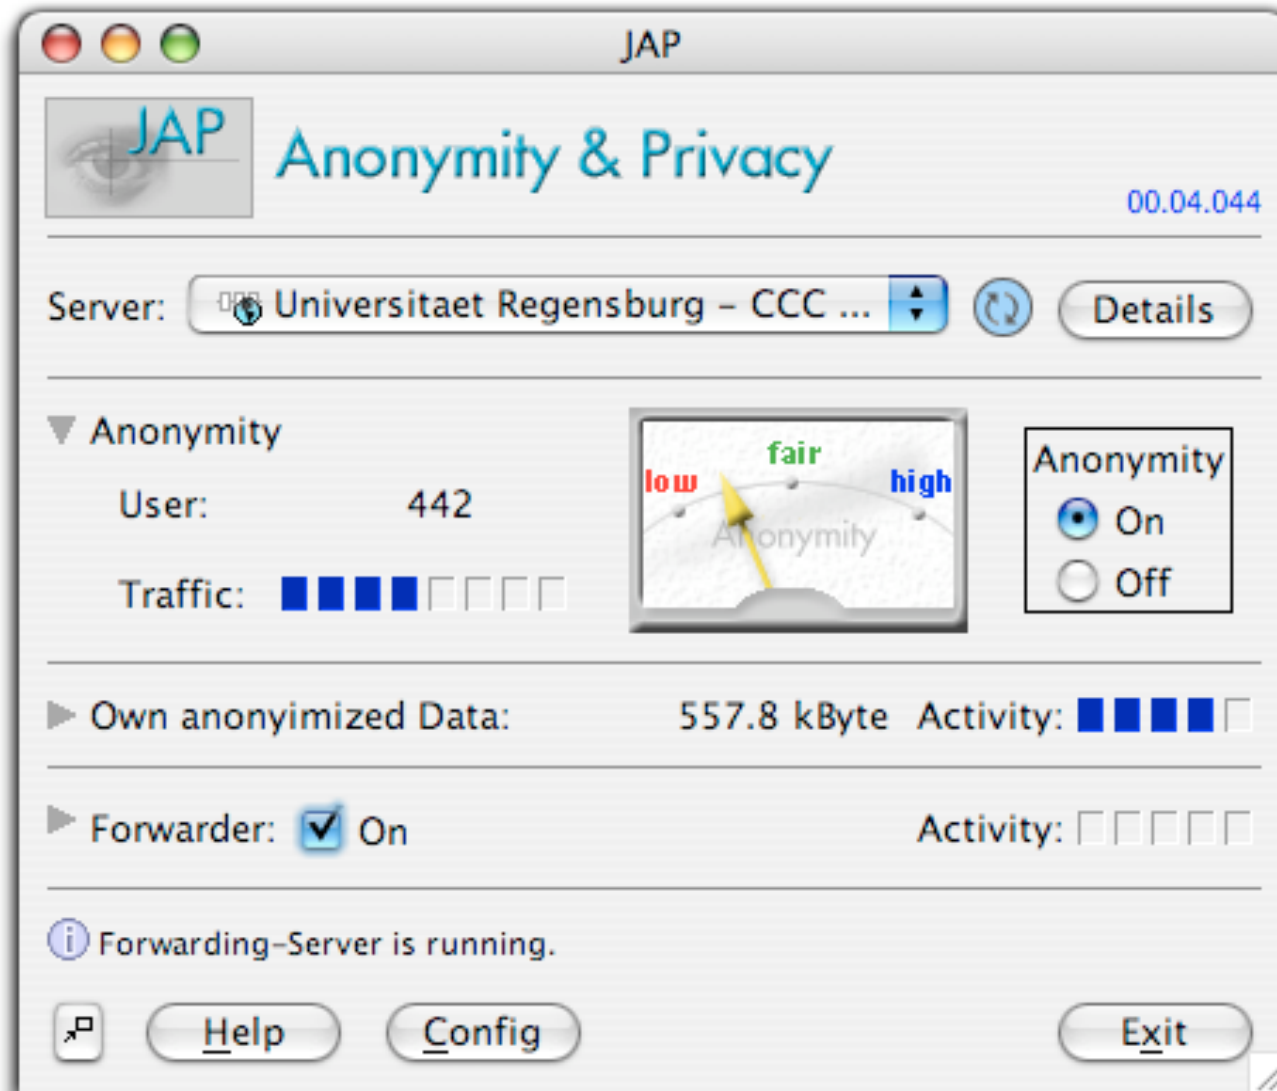 JAP
JAP
Anonymity & Privacy
00.04.044
Server: Universitaet Regensburg – CCC ... Details
Anonymity
User: 442
Traffic:
low fair high
Anonymity
Anonymity
On
Off
Own anonyimized Data: 557.8 kByte Activity:
Forwarder: On Activity:
Forwarding-Server is running.
Help Config Exit